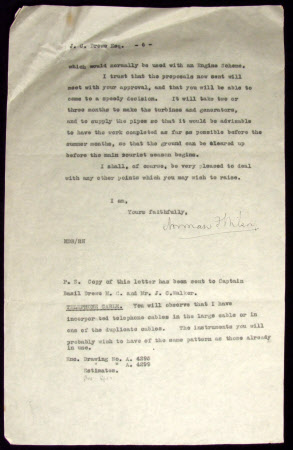 J. C. Brown Esq. - 6 -
which would normally be used with an Engine Scheme.
I trust that the proposals now sent will
meet with your approval, and that you will be able to
come to a speedy decision. It will take two or
three months to make the turbines and generators,
and to supply the pipes so that it would be advisable
to have the work completed as far as possible before the
summer months, so that the ground can be cleared up
before the main tourist season begins.
I shall, of course, be very pleased to deal
with any other points which you may wish to raise.
I am,
Yours faithfully,
Norman
P. S. Copy of this letter has been sent to Captain
Basil Brown M. C. and Mr. J. C. Walter.
TELEPHONE CABLE. You will observe that I have
incorporated telephone cables in the large cable or in
one of the duplicate cables. The instruments you will
probably wish to have of the same pattern as those already
in use.
Ens. Drawing No. A. 4286
" " A. 4299
Estimates.